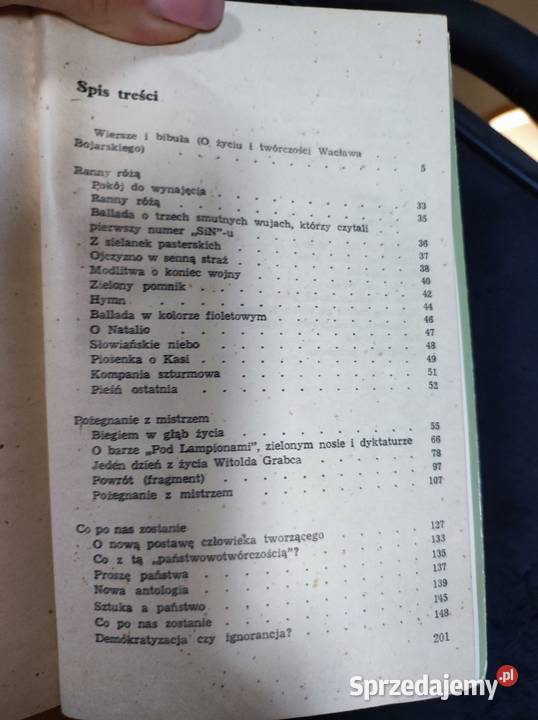 Spis treści
Wiersze i bibuła (O życiu i twórczości Wacława
Bojarskiego) . . . . . . . . . . 5
Ranny różą
Pokój do wynajęcia . . . . . . . . 33
Ranny różą . . . . . . . . . . 35
Ballada o trzech smutnych wujach, którzy czytali
pierwszy numer „SiN"-u . . . . . . . 36
Z sielanek pasterskich . . . . . . . 37
Ojczyzno w senną straż . . . . . . . 38
Modlitwa o koniec wojny . . . . . . . 40
Zielony pomnik . . . . . . . . . 42
Hymn . . . . . . . . . . . 44
Ballada w kolorze fioletowym . . . . . . 46
O Natalio . . . . . . . . . . 47
Słowiańskie niebo . . . . . . . . 48
Piosenka o Kasi . . . . . . . . . 49
Kompania szturmowa . . . . . . . . 51
Pieśń ostatnia . . . . . . . . . 52
Pożegnanie z mistrzem
Biegiem w głąb życia . . . . . . . . 55
O barze „Pod Lampionami", zielonym nosie i dyktaturze 66
Jeden dzień z życia Witolda Grabca . . . . . 78
Powrót (fragment) . . . . . . . . 97
Pożegnanie z mistrzem . . . . . . . 107
Co po nas zostanie
O nową postawę człowieka tworzącego . . . . 127
Co z tą „państwowotwórczością"? . . . . . 133
Proszę państwa . . . . . . . . . 135
Nowa antologia . . . . . . . . . 137
Sztuka a państwo . . . . . . . . . 139
Co po nas zostanie . . . . . . . . 145
Demokratyzacja czy ignorancja? . . . . . . 148
201
Sprzedajemy .pl